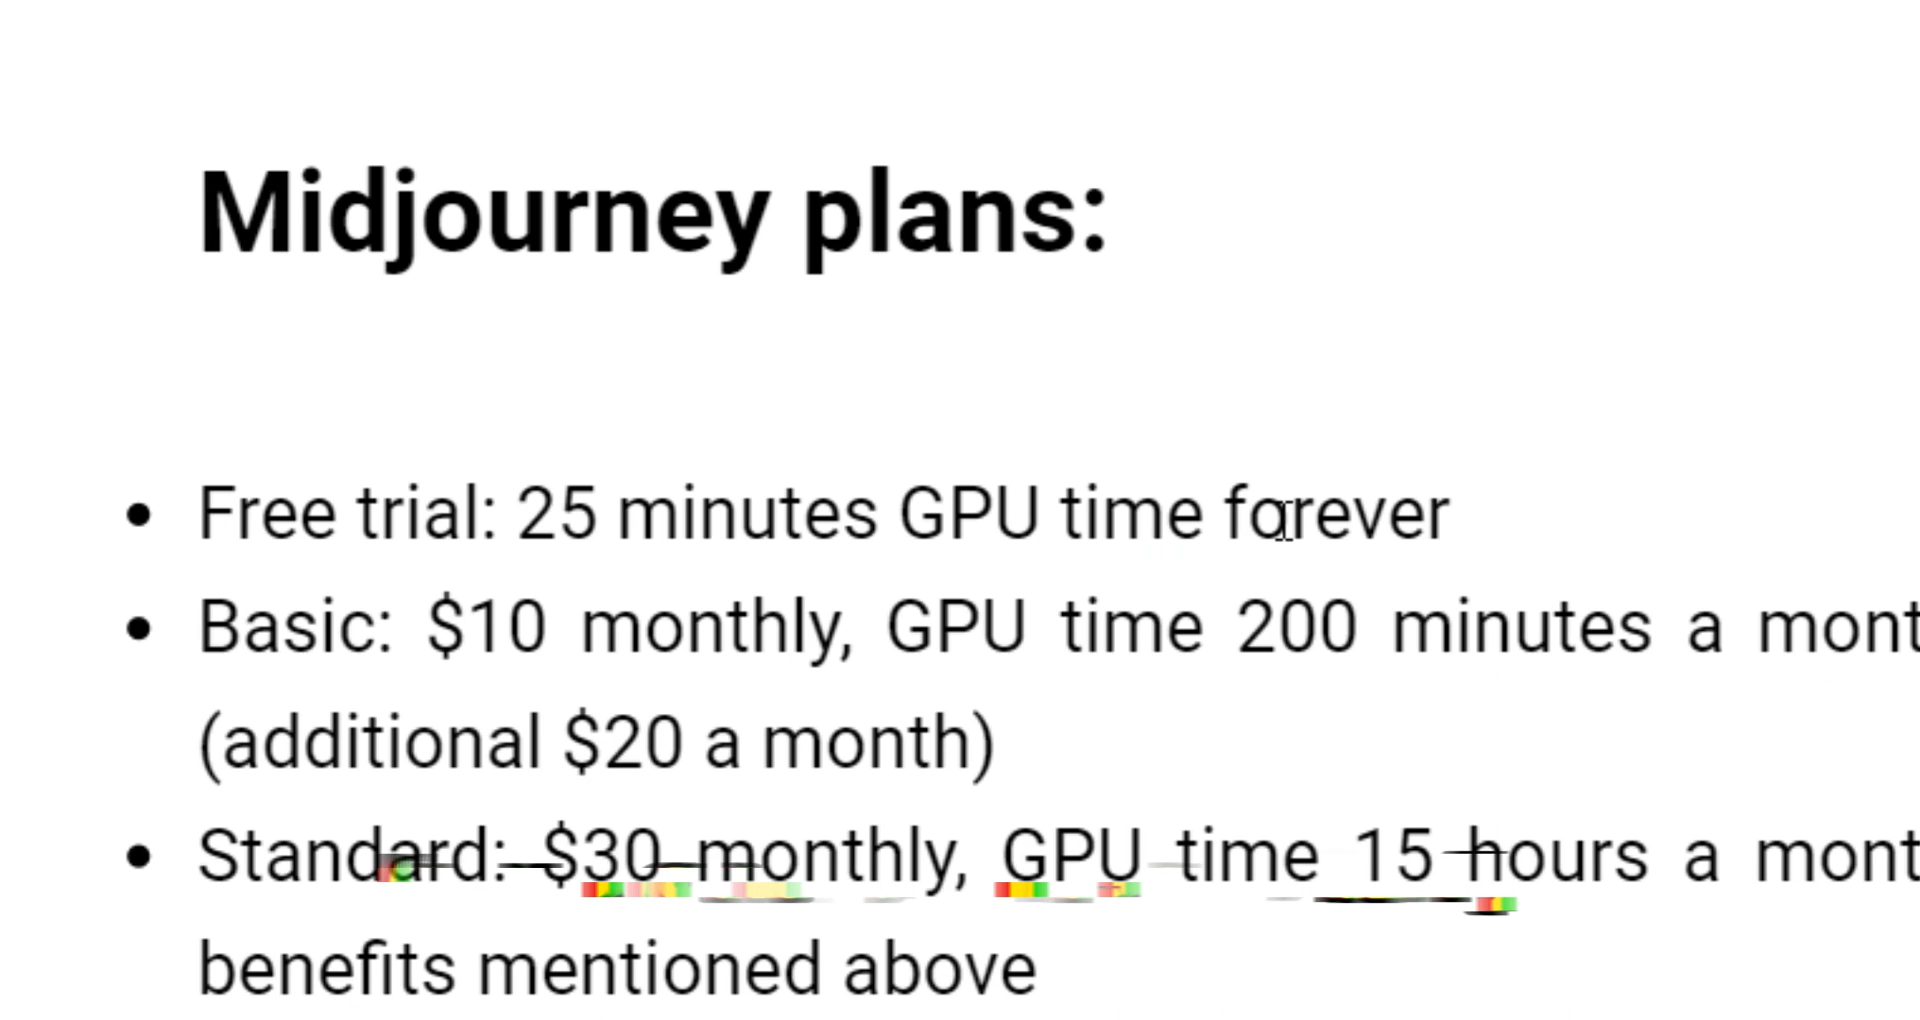 Midjourney plans:
Free trial: 25 minutes GPU time forever
Basic: $10 monthly, GPU time 200 minutes a mont
(additional $20 a month)
Standard: $30 monthly, GPU time 15 hours a mont
benefits mentioned above